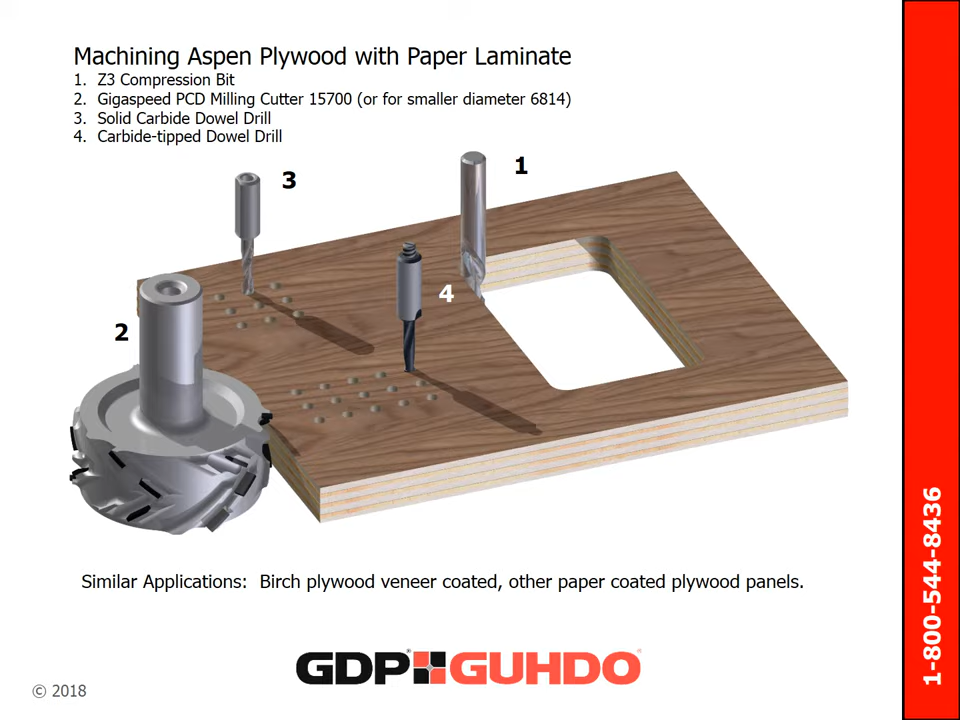 Machining Aspen Plywood with Paper Laminate
1. Z3 Compression Bit
2. Gigaspeed PCD Milling Cutter 15700 (or for smaller diameter 6814)
3. Solid Carbide Dowel Drill
4. Carbide-tipped Dowel Drill
1
3
4
2
Similar Applications: Birch plywood veneer coated, other paper coated plywood panels.
GDP GUHDO
© 2018
1-800-544-8436